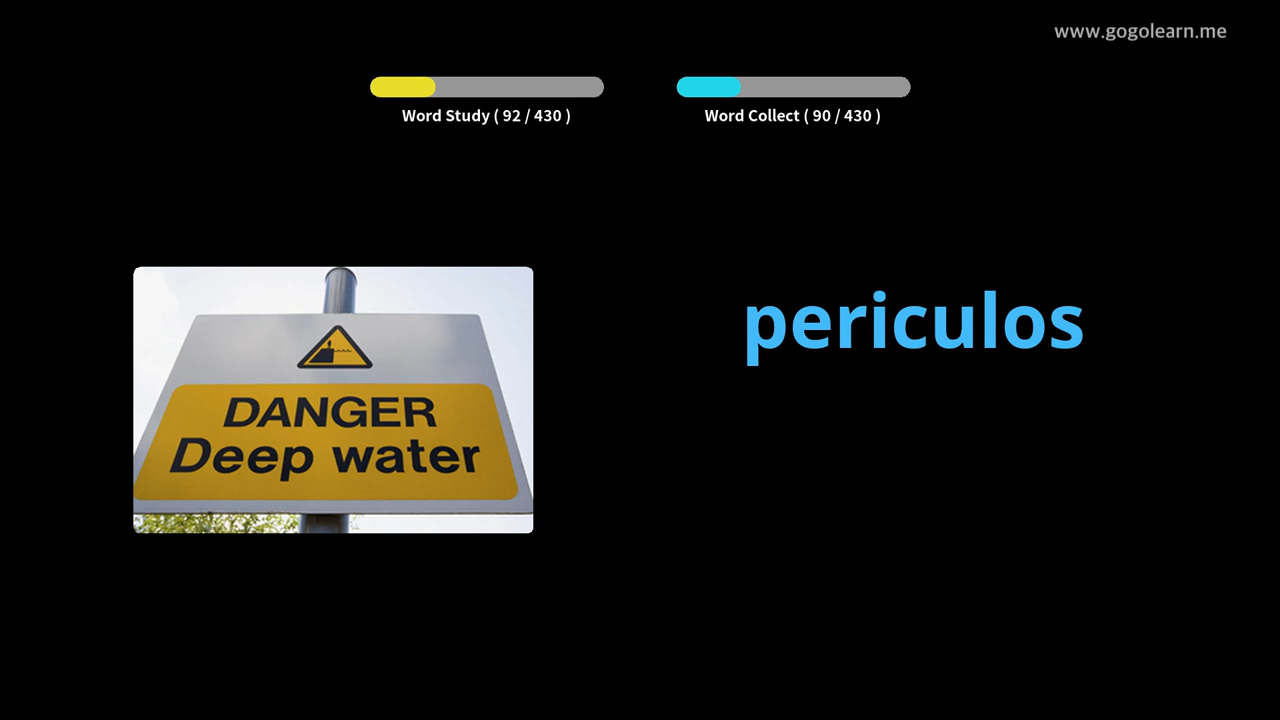 www.gogolearn.me
Word Study ( 92 / 430 )
Word Collect ( 90 / 430 )
DANGER
Deep water
periculos